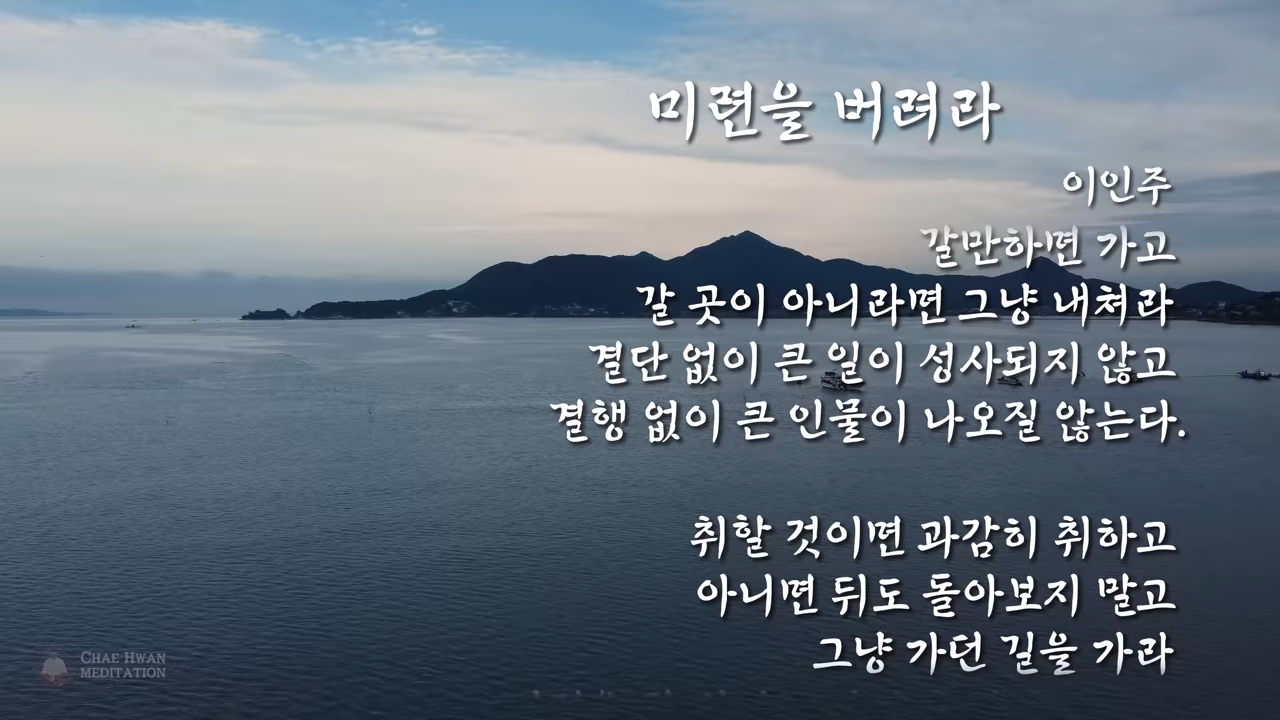 미련을 버려라
이인주
갈만하면 가고
갈 곳이 아니라면 그냥 내쳐라
결단 없이 큰 일이 성사되지 않고
결행 없이 큰 인물이 나오질 않는다.
취할 것이면 과감히 취하고
아니면 뒤도 돌아보지 말고
그냥 가던 길을 가라
CHAE HWAN
MEDITATION